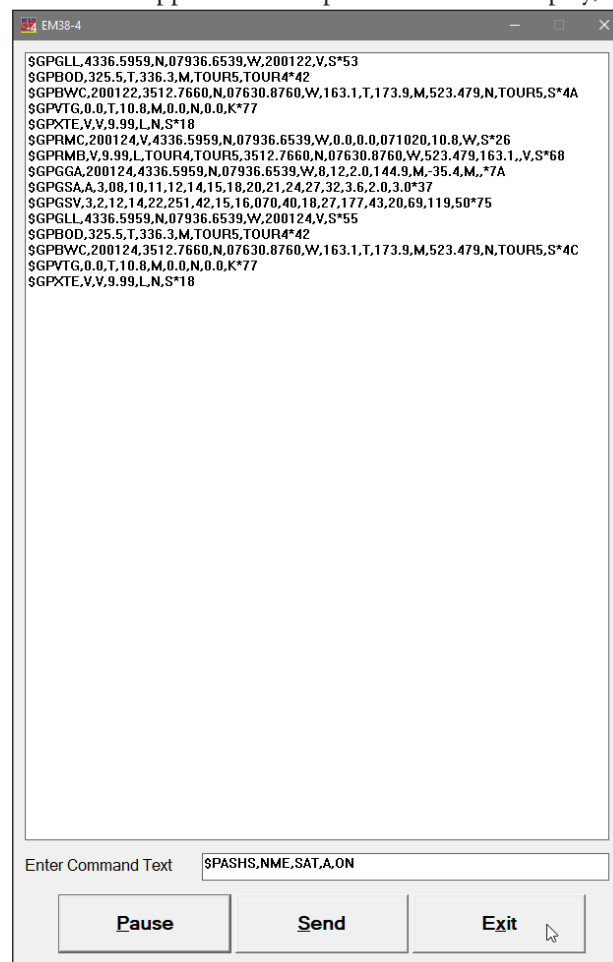 EM38-4
$GPGLL,4336.5959,N,07936.6539,W,200122,V,S*53
$GPBOD,325.5,T,336.3,M,TOUR5,TOUR4*42
$GPBWC,200122,3512.7660,N,07630.8760,W,163.1,T,173.9,M,523.479,N,TOUR5,S*4A
$GPVTG,0.0,T,10.8,M,0.0,N,0.0,K*77
$GPXTE,V,V,9.99,L,N,S*18
$GPRMC,200124,V,4336.5959,N,07936.6539,W,0.0,0.0,071020,10.8,W,S*26
$GPRMB,V,9.99,L,TOUR4,TOUR5,3512.7660,N,07630.8760,W,523.479,163.1,,V,S*68
$GPGGA,200124,4336.5959,N,07936.6539,W,8,12,2.0,144.9,M,-35.4,M,,*7A
$GPGSA,A,3,08,10,11,12,14,15,18,20,21,24,27,32,3.6,2.0,3.0*37
$GPGSV,3,2,12,14,22,251,42,15,16,070,40,18,27,177,43,20,69,119,50*75
$GPGLL,4336.5959,N,07936.6539,W,200124,V,S*55
$GPBOD,325.5,T,336.3,M,TOUR5,TOUR4*42
$GPBWC,200124,3512.7660,N,07630.8760,W,163.1,T,173.9,M,523.479,N,TOUR5,S*4C
$GPVTG,0.0,T,10.8,M,0.0,N,0.0,K*77
$GPXTE,V,V,9.99,L,N,S*18
Enter Command Text $PASHS,NME,SAT,A,ON
Pause Send Exit